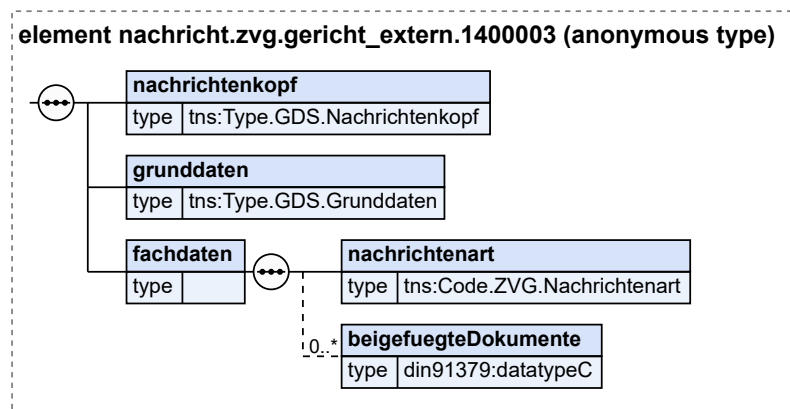 element nachricht.zvg.gericht_extern.1400003 (anonymous type)
nachrichtenkopf
type tns:Type.GDS.Nachrichtenkopf
grunddaten
type tns:Type.GDS.Grunddaten
fachdaten
type
nachrichtenart
type tns:Code.ZVG.Nachrichtenart
0..*
beigefuegteDokumente
type din91379:datatypeC